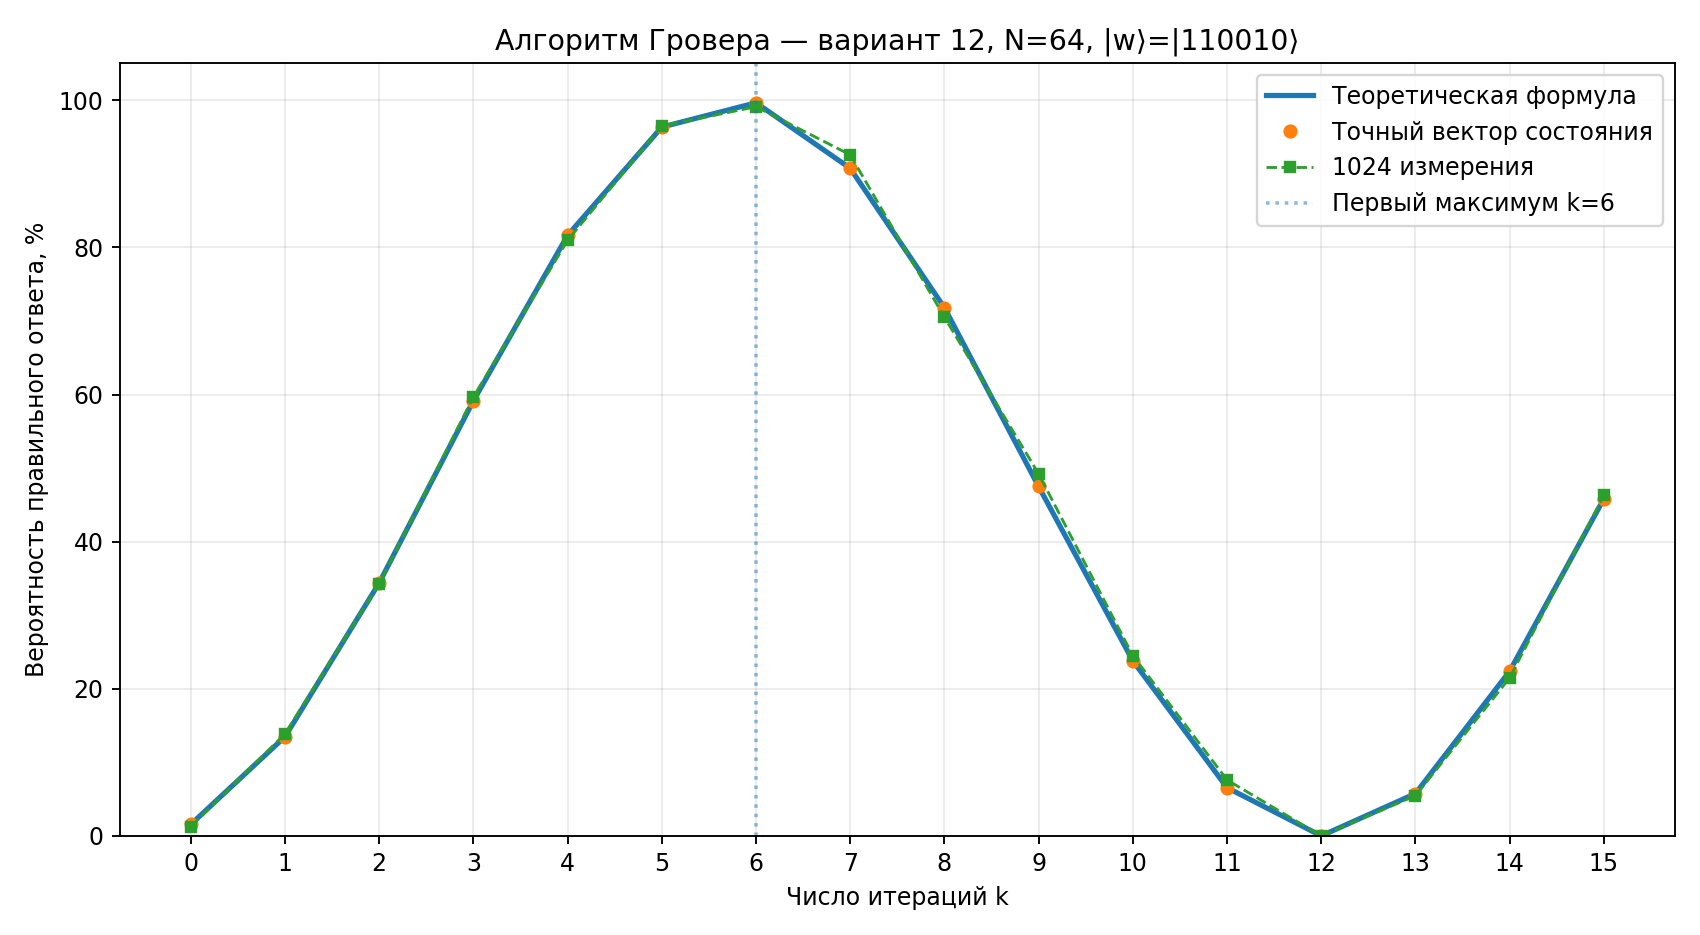 Алгоритм Гровера — вариант 12, N=64, |w⟩=|110010⟩
Теоретическая формула
Точный вектор состояния
1024 измерения
Первый максимум k=6
Вероятность правильного ответа, %
100
80
60
40
20
0
0 1 2 3 4 5 6 7 8 9 10 11 12 13 14 15
Число итераций k